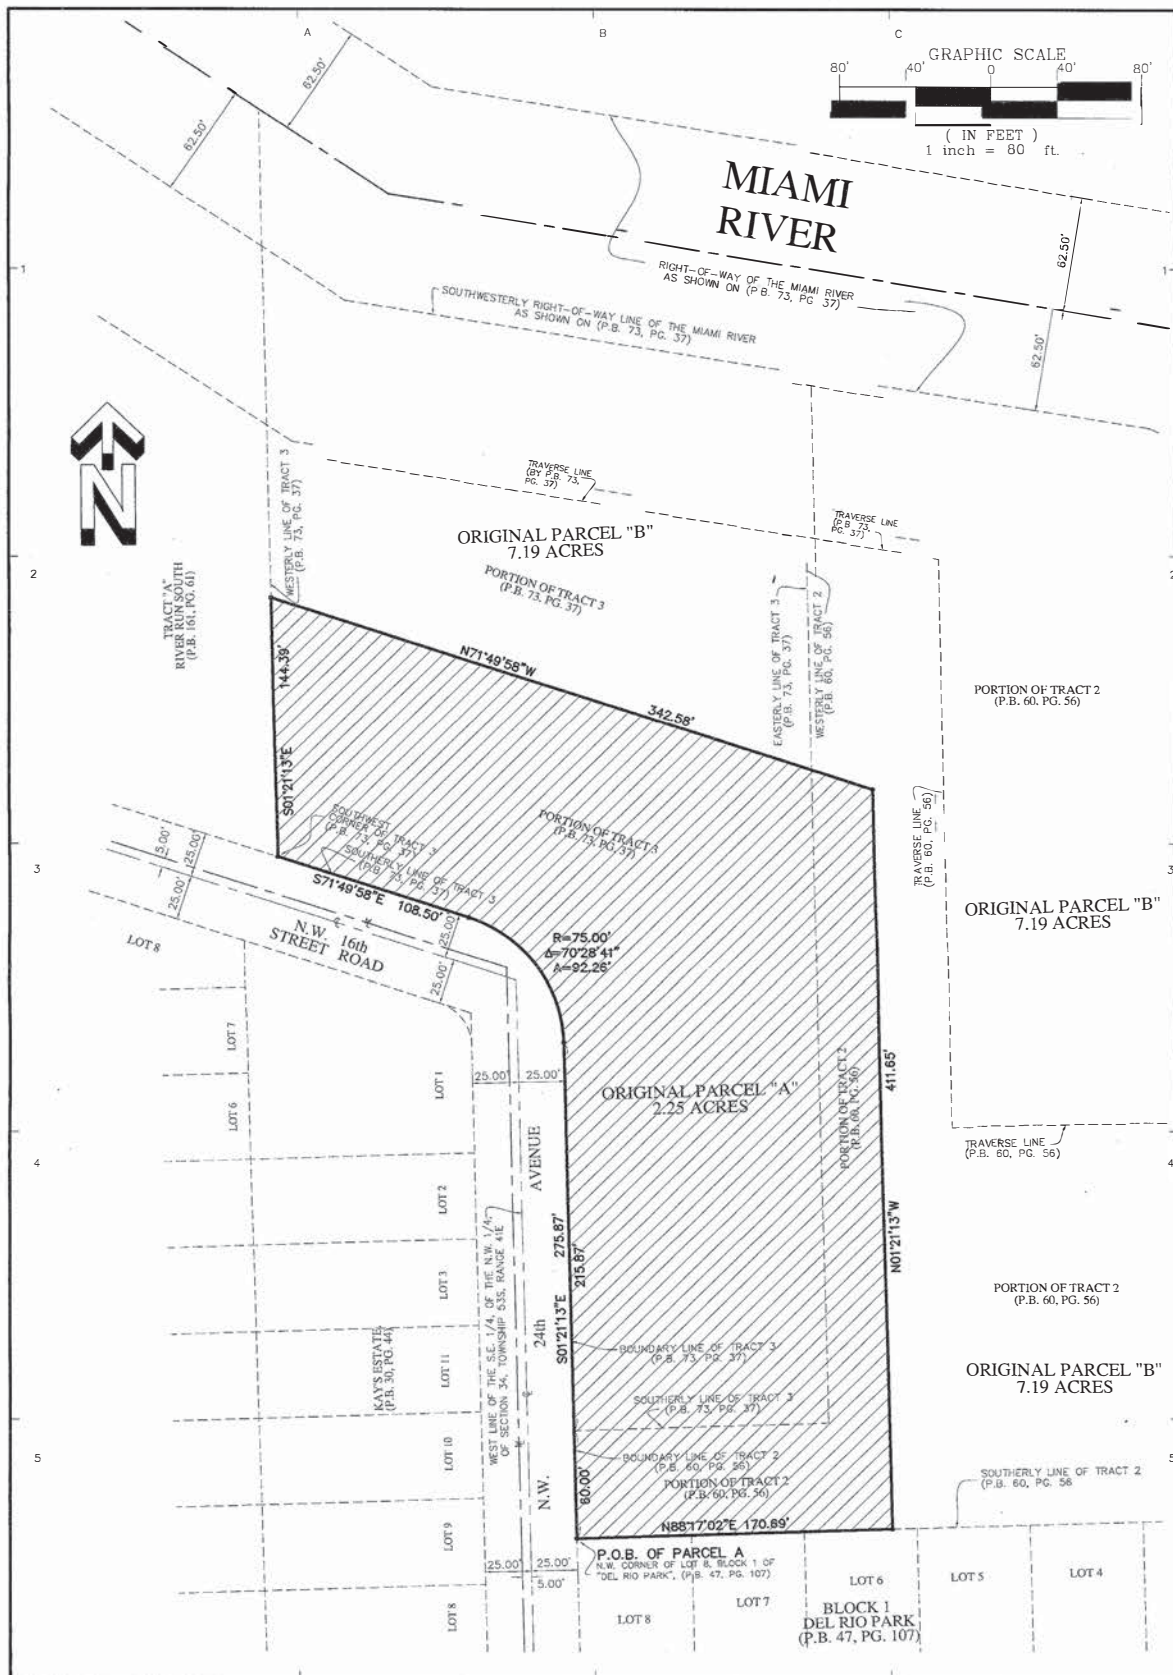 A
B
C
GRAPHIC SCALE
80'
40'
0
40'
80'
( IN FEET )
1 inch = 80 ft.
62.50'
62.50'
MIAMI
RIVER
62.50'
62.50'
RIGHT-OF-WAY OF THE MIAMI RIVER
AS SHOWN ON (P.B. 73, PG 37)
SOUTHWESTERLY RIGHT-OF-WAY LINE OF THE MIAMI RIVER
AS SHOWN ON (P.B. 73, PG. 37)
1
1
N
WESTERLY LINE OF TRACT 3
(P.B. 73, PG. 37)
TRAVERSE LINE
(BY P.B. 73,
PG. 37)
TRAVERSE LINE
(P.B 73,
PG. 37)
ORIGINAL PARCEL "B"
7.19 ACRES
PORTION OF TRACT 3
(P.B. 73, PG. 37)
2
2
TRACT "A"
RIVER RUN SOUTH
(P.B. 161, PG. 61)
EASTERLY LINE OF TRACT 3
(P.B. 73, PG. 37)
WESTERLY LINE OF TRACT 2
(P.B. 60, PG. 56)
N71°49'58"W
342.58'
144.39'
S01°21'13"E
PORTION OF TRACT 2
(P.B. 60, PG. 56)
TRAVERSE LINE
(P.B. 60, PG. 56)
SOUTHWEST
CORNER OF TRACT 3
(P.B. 73, PG. 37)
SOUTHERLY LINE OF TRACT 3
(P.B. 73, PG. 37)
PORTION OF TRACT 3
(P.B. 73, PG. 37)
3
3
5.00'
25.00'
25.00'
S71°49'58"E 108.50'
N.W. 16th
STREET ROAD
25.00'
25.00'
R=75.00'
Δ=70°28'41"
A=92.26'
ORIGINAL PARCEL "B"
7.19 ACRES
LOT 8
LOT 7
LOT 6
LOT 1
25.00'
25.00'
ORIGINAL PARCEL "A"
2.25 ACRES
PORTION OF TRACT 2
(P.B. 60, PG. 56)
411.65'
N01°21'13"W
TRAVERSE LINE
(P.B. 60, PG. 56)
4
4
AVENUE
24th
N.W.
LOT 2
LOT 3
LOT 11
LOT 10
LOT 9
LOT 8
KAY'S ESTATE
(P.B. 30, PG. 44)
WEST LINE OF THE S.E. 1/4, OF THE N.W. 1/4,
OF SECTION 34, TOWNSHIP 53S, RANGE 41E
275.87'
215.87'
S01°21'13"E
PORTION OF TRACT 2
(P.B. 60, PG. 56)
BOUNDARY LINE OF TRACT 3
(P.B. 73, PG. 37)
SOUTHERLY LINE OF TRACT 3
(P.B. 73, PG. 37)
ORIGINAL PARCEL "B"
7.19 ACRES
BOUNDARY LINE OF TRACT 2
(P.B. 60, PG. 56)
PORTION OF TRACT 2
(P.B. 60, PG. 56)
60.00'
5
5
SOUTHERLY LINE OF TRACT 2
(P.B. 60, PG. 56
N88°17'02"E 170.69'
P.O.B. OF PARCEL A
N.W. CORNER OF LOT 8, BLOCK 1 OF
"DEL RIO PARK", (P.B. 47, PG. 107)
25.00'
25.00'
5.00'
LOT 8
LOT 7
LOT 6
LOT 5
LOT 4
BLOCK 1
DEL RIO PARK
(P.B. 47, PG. 107)